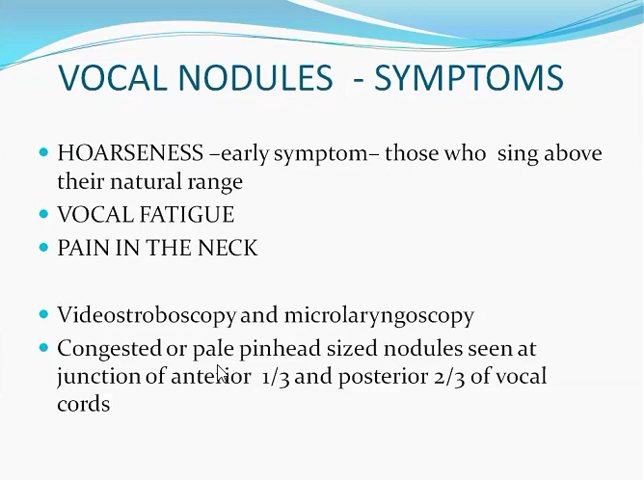 VOCAL NODULES - SYMPTOMS
HOARSENESS –early symptom– those who sing above
their natural range
VOCAL FATIGUE
PAIN IN THE NECK
Videostroboscopy and microlaryngoscopy
Congested or pale pinhead sized nodules seen at
junction of anterior 1/3 and posterior 2/3 of vocal
cords